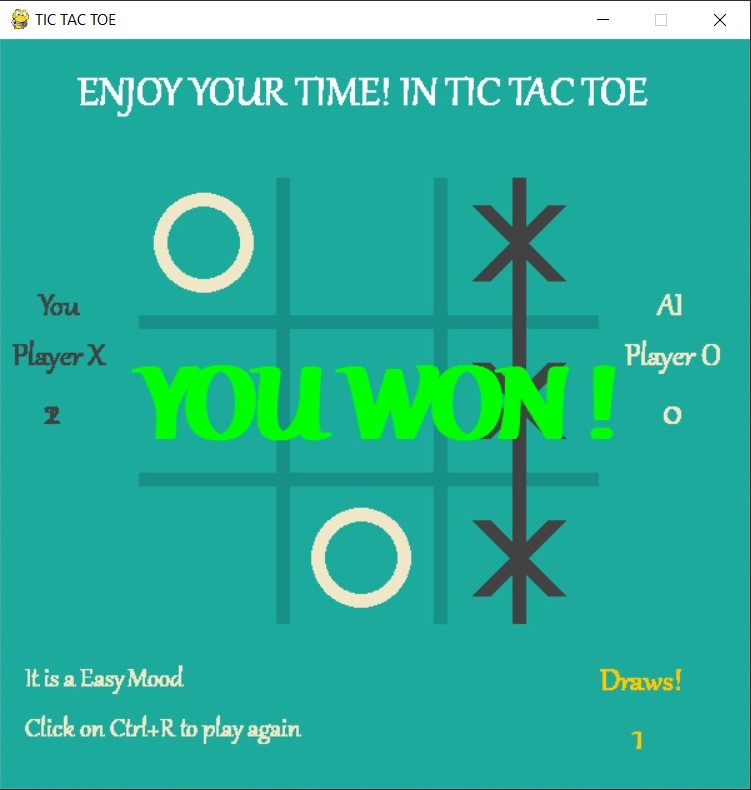 TIC TAC TOE
ENJOY YOUR TIME! IN TIC TAC TOE
You
Player X
AI
Player O
0
YOU WON !
It is a Easy Mood
Click on Ctrl+R to play again
Draws!
1